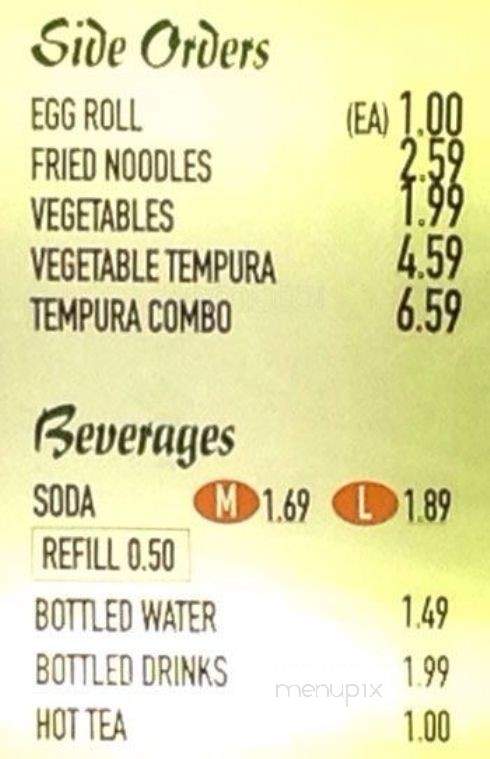 Side Orders
EGG ROLL (EA) 1.00
FRIED NOODLES 2.59
VEGETABLES 1.99
VEGETABLE TEMPURA 4.59
TEMPURA COMBO 6.59
Beverages
SODA M 1.69 L 1.89
REFILL 0.50
BOTTLED WATER 1.49
BOTTLED DRINKS 1.99
menupix
HOT TEA 1.00